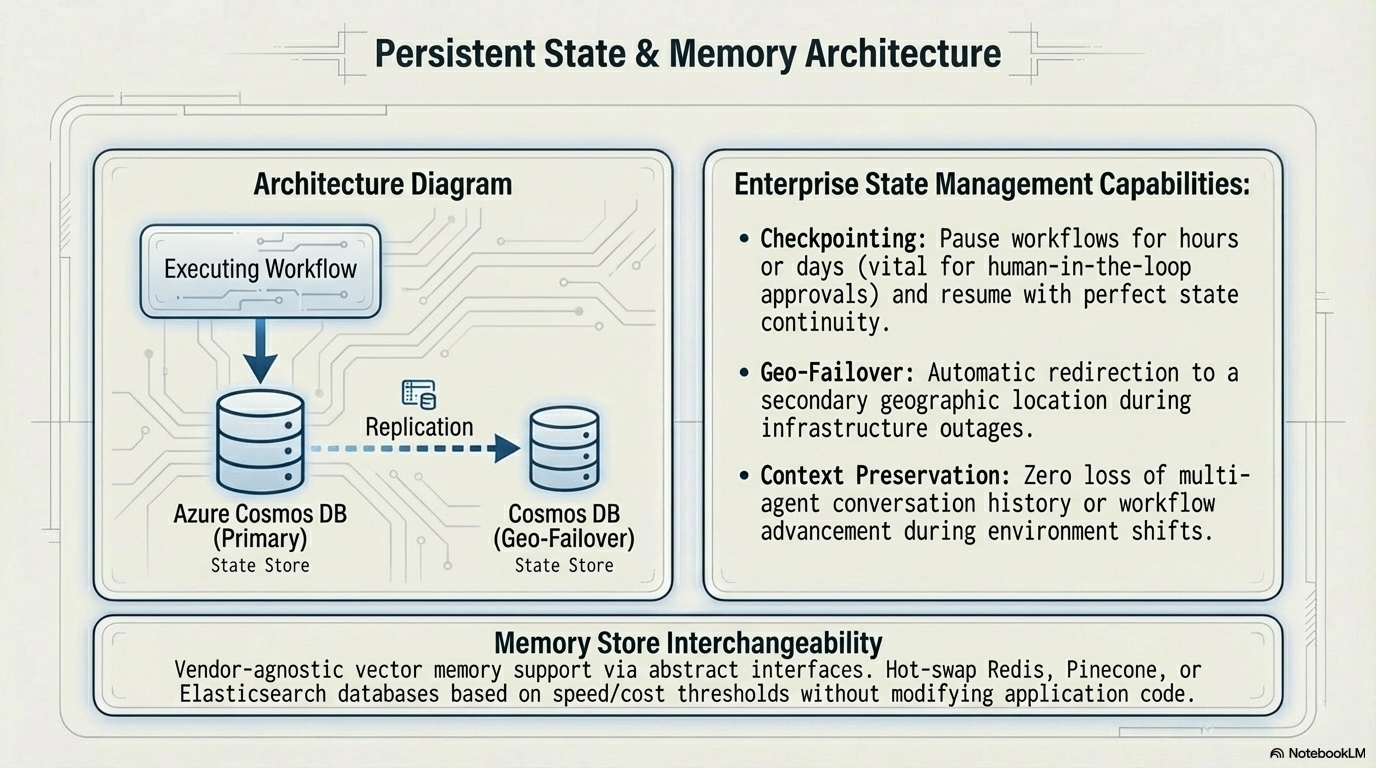 Persistent State & Memory Architecture
Architecture Diagram
Executing Workflow
Replication
Azure Cosmos DB
(Primary)
State Store
Cosmos DB
(Geo-Failover)
State Store
Enterprise State Management Capabilities:
• Checkpointing: Pause workflows for hours
or days (vital for human-in-the-loop
approvals) and resume with perfect state
continuity.
• Geo-Failover: Automatic redirection to a
secondary geographic location during
infrastructure outages.
• Context Preservation: Zero loss of multi-
agent conversation history or workflow
advancement during environment shifts.
Memory Store Interchangeability
Vendor-agnostic vector memory support via abstract interfaces. Hot-swap Redis, Pinecone, or
Elasticsearch databases based on speed/cost thresholds without modifying application code.
NotebookLM